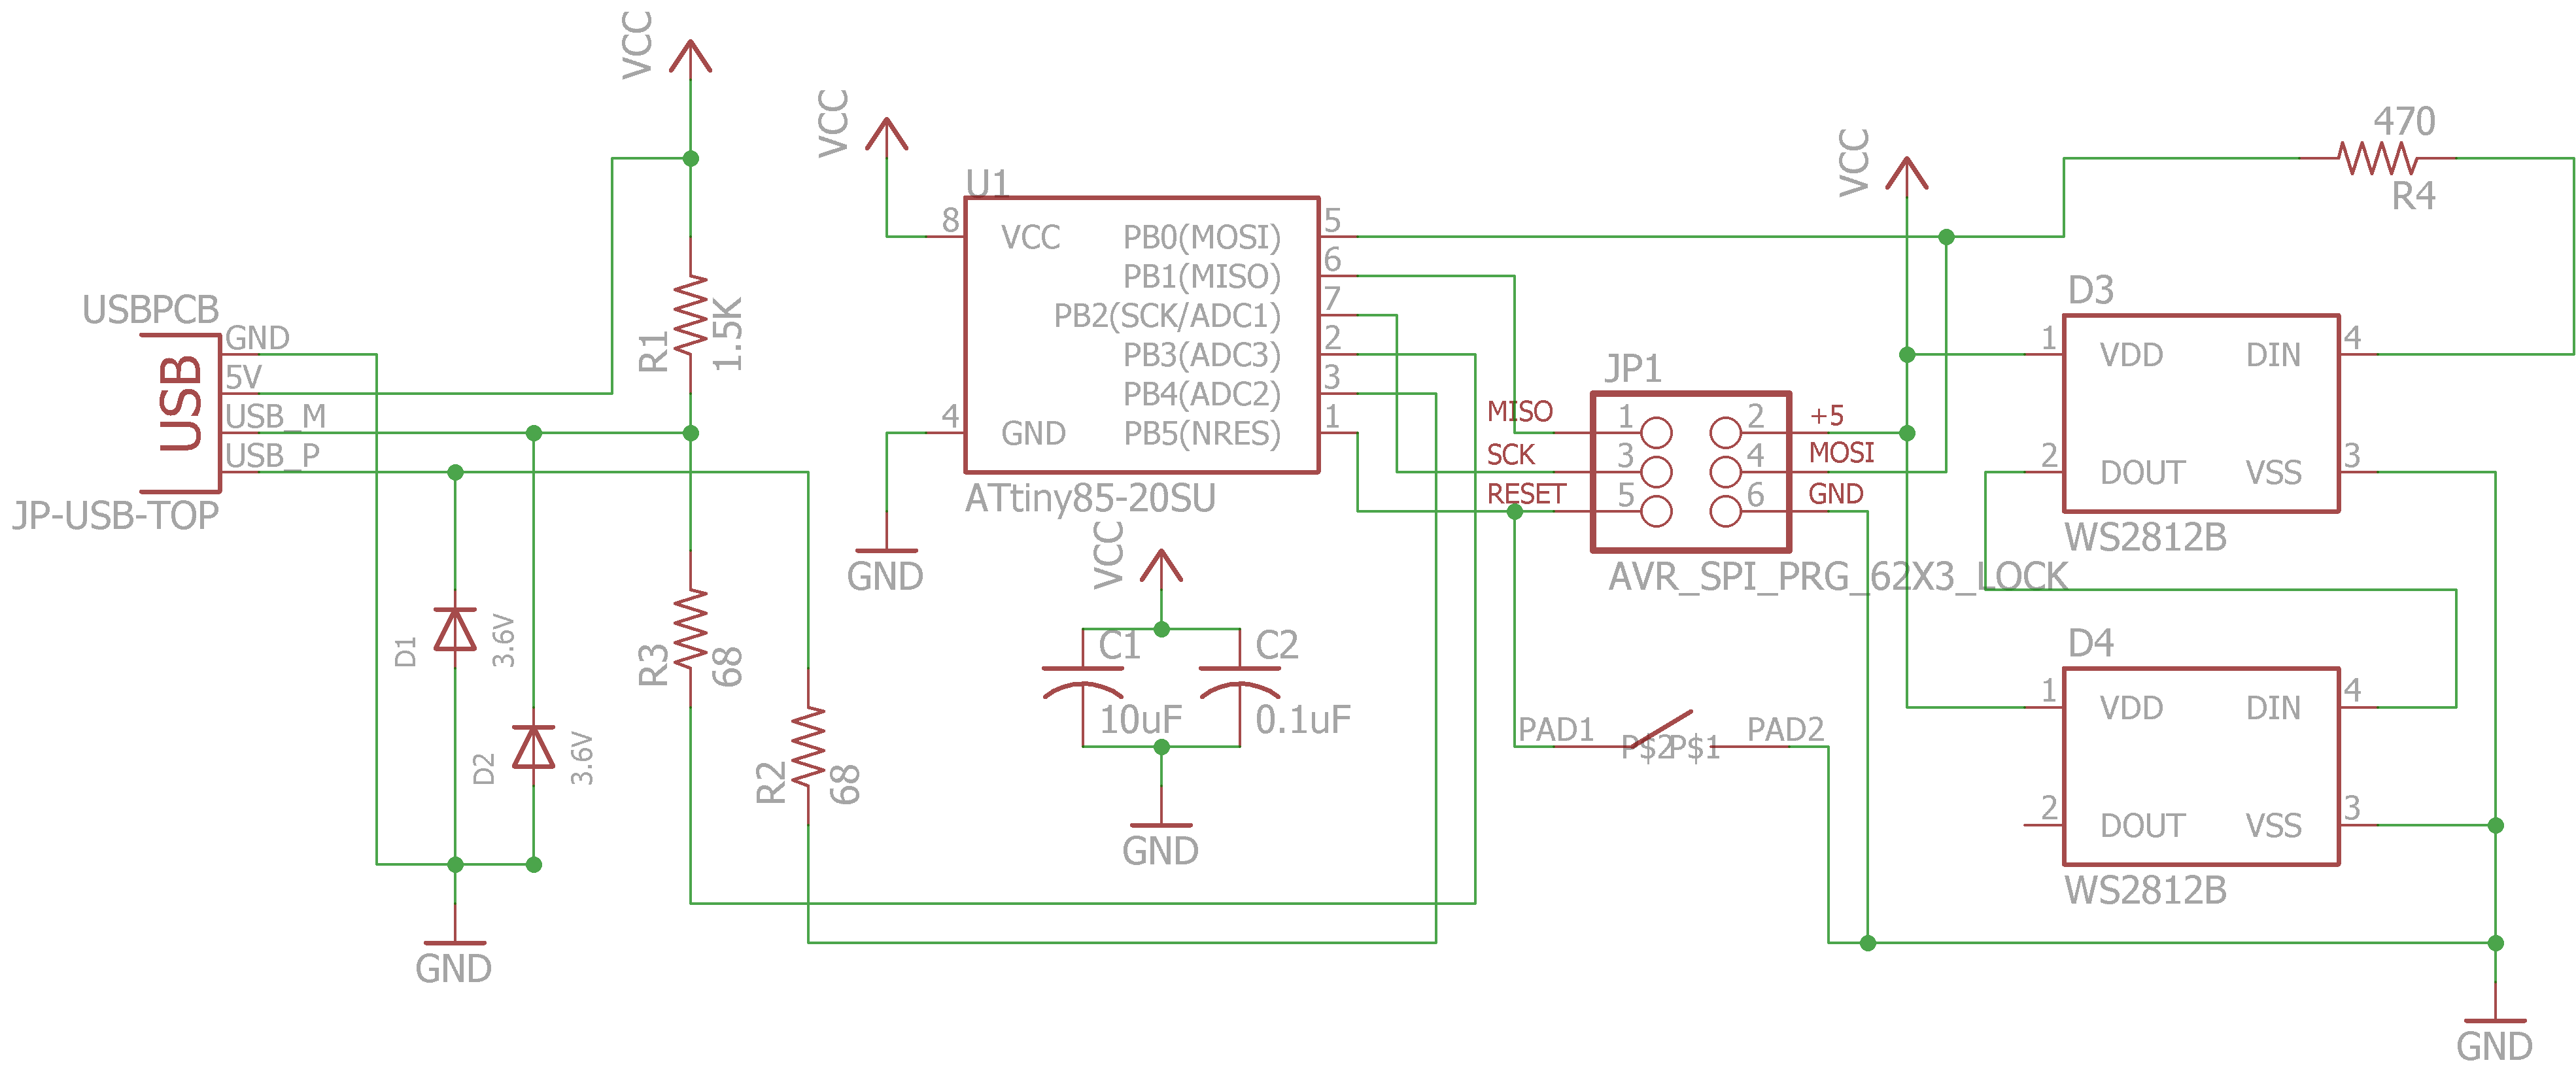 VCC
VCC
VCC
470
R4
U1
8
VCC
PB0(MOSI)
5
PB1(MISO)
6
PB2(SCK/ADC1)
7
PB3(ADC3)
2
PB4(ADC2)
3
4
GND
PB5(NRES)
1
ATtiny85-20SU
GND
USBPCB
USB
GND
5V
USB_M
USB_P
JP-USB-TOP
R1
1.5K
D1
3.6V
D2
3.6V
R3
68
R2
68
GND
VCC
C1
10uF
C2
0.1uF
GND
JP1
MISO
1
2
+5
SCK
3
4
MOSI
RESET
5
6
GND
AVR_SPI_PRG_62X3_LOCK
PAD1
P$2
P$1
PAD2
D3
1
VDD
DIN
4
2
DOUT
VSS
3
WS2812B
D4
1
VDD
DIN
4
2
DOUT
VSS
3
WS2812B
GND